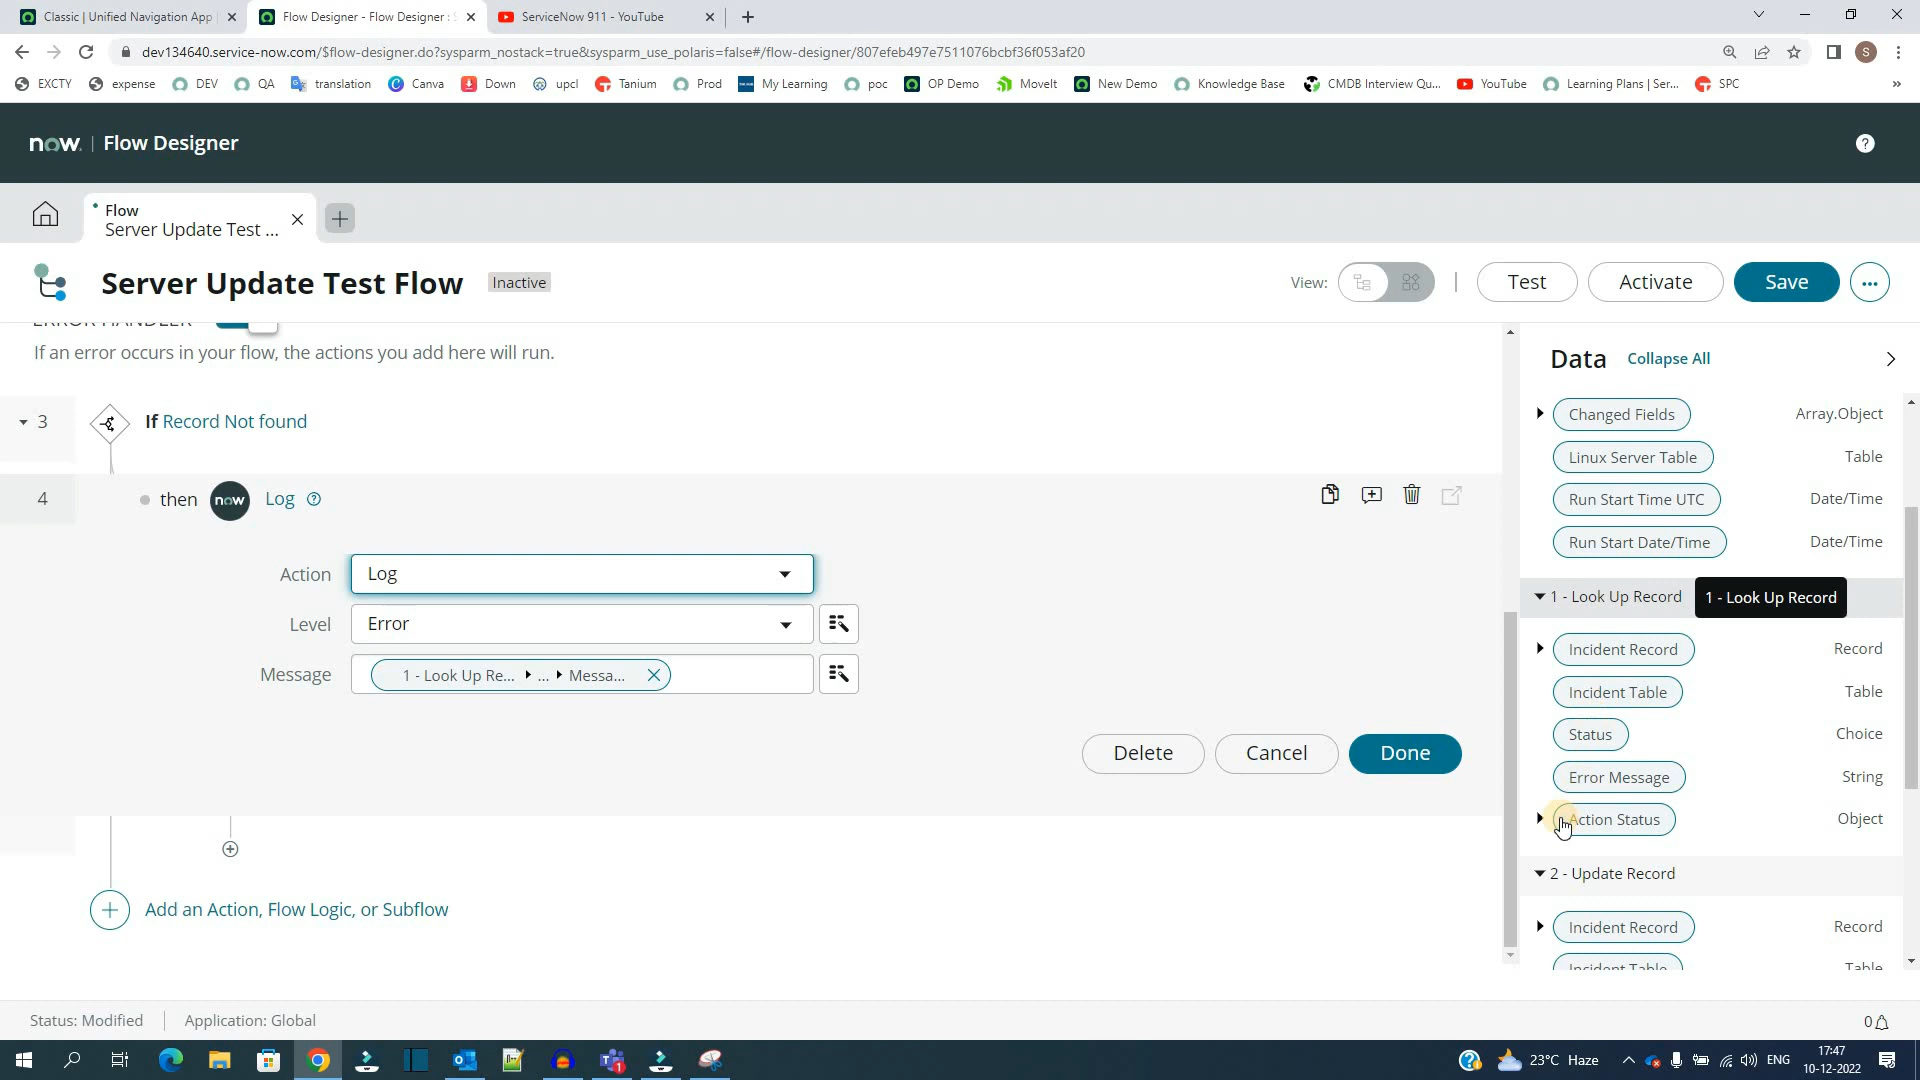 Classic | Unified Navigation App
Flow Designer - Flow Designer : S
ServiceNow 911 - YouTube
dev134640.service-now.com/$flow-designer.do?sysparm_nostack=true&sysparm_use_polaris=false#/flow-designer/807efeb497e7511076bcbf36f053af20
S
EXCTY
expense
DEV
QA
translation
Canva
Down
upcl
Tanium
Prod
My Learning
poc
OP Demo
MoveIt
New Demo
Knowledge Base
CMDB Interview Qu...
YouTube
Learning Plans | Ser...
SPC
»
now. | Flow Designer
?
Flow
Server Update Test ...
Server Update Test Flow
Inactive
View:
Test
Activate
Save
...
ERROR HANDLER
If an error occurs in your flow, the actions you add here will run.
3
If Record Not found
4
then
now
Log
Action
Log
Level
Error
Message
1 - Look Up Re... ... Messa...
Delete
Cancel
Done
Add an Action, Flow Logic, or Subflow
Data
Collapse All
Changed Fields
Array.Object
Linux Server Table
Table
Run Start Time UTC
Date/Time
Run Start Date/Time
Date/Time
1 - Look Up Record
1 - Look Up Record
Incident Record
Record
Incident Table
Table
Status
Choice
Error Message
String
Action Status
Object
2 - Update Record
Incident Record
Record
Incident Table
Table
Status: Modified
Application: Global
0
23°C Haze
ENG
17:47
10-12-2022
1